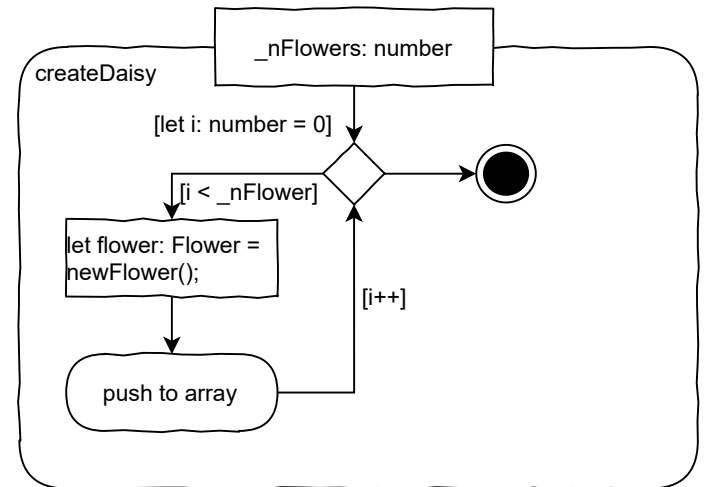 _nFlowers: number
createDaisy
[let i: number = 0]
[i < _nFlower]
let flower: Flower =
newFlower();
[i++]
push to array